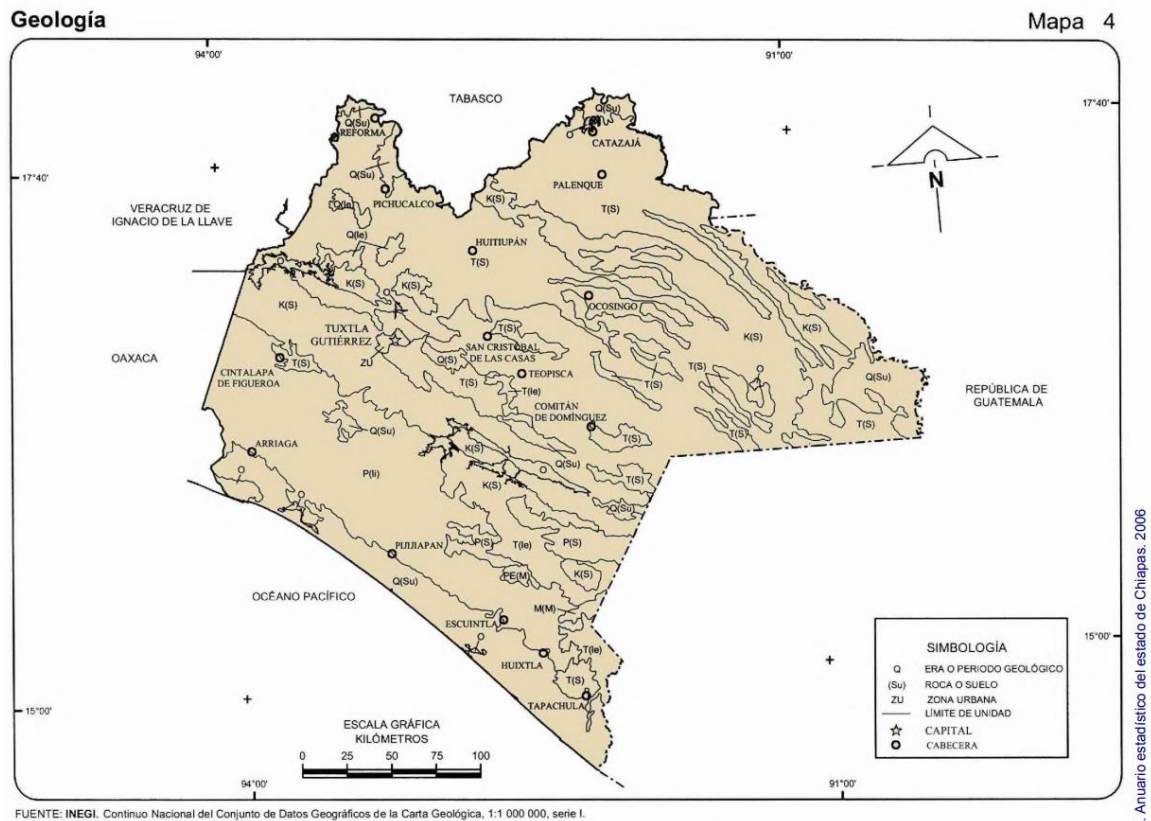 Geología
Mapa 4
94°00'
91°00'
TABASCO
17°40'
17°40'
Q(Su)
REFORMA
Q(Su)
CATAZAJÁ
N
Q(Su)
PICHUCALCO
PALENQUE
T(S)
K(S)
VERACRUZ DE
IGNACIO DE LA LLAVE
Q(Ie)
Q(Ie)
HUITIUPÁN
T(S)
K(S)
K(S)
K(S)
OCOSINGO
TUXTLA
GUTIÉRREZ
T(S)
SAN CRISTÓBAL
DE LAS CASAS
K(S)
K(S)
OAXACA
ZU
Q(S)
CINTALAPA
DE FIGUEROA
T(S)
T(S)
TEOPISCA
T(Ie)
T(S)
T(S)
Q(Su)
REPÚBLICA DE
GUATEMALA
COMITÁN
DE DOMÍNGUEZ
T(S)
T(S)
T(S)
Q(Su)
ARRIAGA
K(S)
Q(Su)
P(Ii)
K(S)
T(S)
Q(Su)
PIJIJIAPAN
P(S)
T(Ie)
P(S)
Q(Su)
PE(M)
K(S)
OCÉANO PACÍFICO
M(M)
ESCUINTLA
HUIXTLA
T(Ie)
T(S)
TAPACHULA
15°00'
15°00'
ESCALA GRÁFICA
KILÓMETROS
0 25 50 75 100
SIMBOLOGÍA
Q ERA O PERIODO GEOLÓGICO
(Su) ROCA O SUELO
ZU ZONA URBANA
LÍMITE DE UNIDAD
CAPITAL
CABECERA
94°00'
91°00'
FUENTE: INEGI. Continuo Nacional del Conjunto de Datos Geográficos de la Carta Geológica, 1:1 000 000, serie I.
. Anuario estadístico del estado de Chiapas. 2006